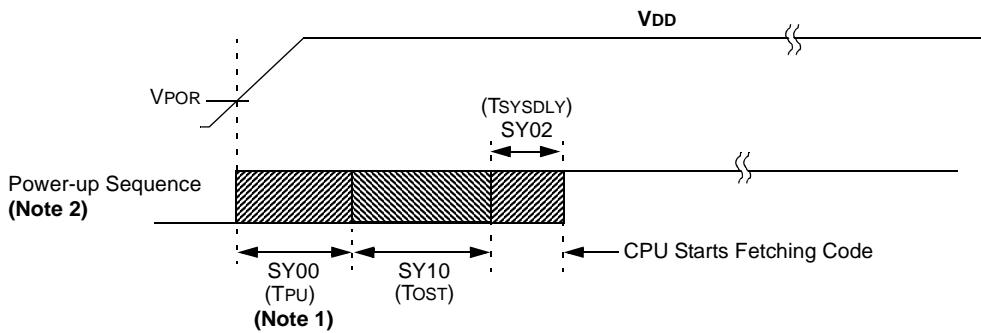 VDD
VPOR
(TSYSDLY)
SY02
Power-up Sequence
(Note 2)
CPU Starts Fetching Code
SY00
(TPU)
(Note 1)
SY10
(TOST)